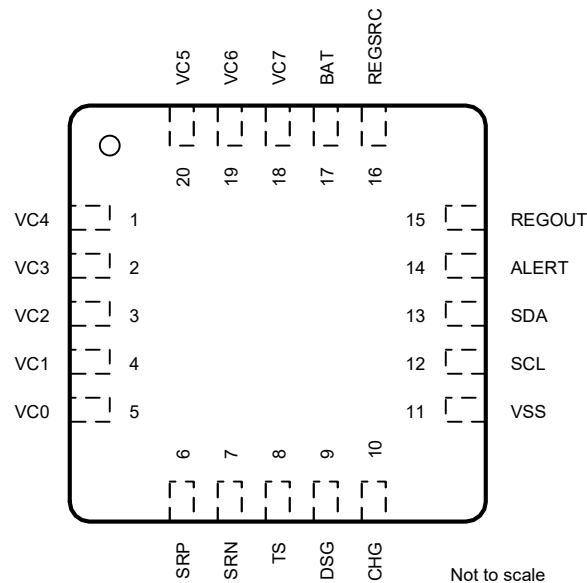 VC5
VC6
VC7
BAT
REGSRC
20
19
18
17
16
VC4 1
VC3 2
VC2 3
VC1 4
VC0 5
15 REGOUT
14 ALERT
13 SDA
12 SCL
11 VSS
6
7
8
9
10
SRP
SRN
TS
DSG
CHG
Not to scale